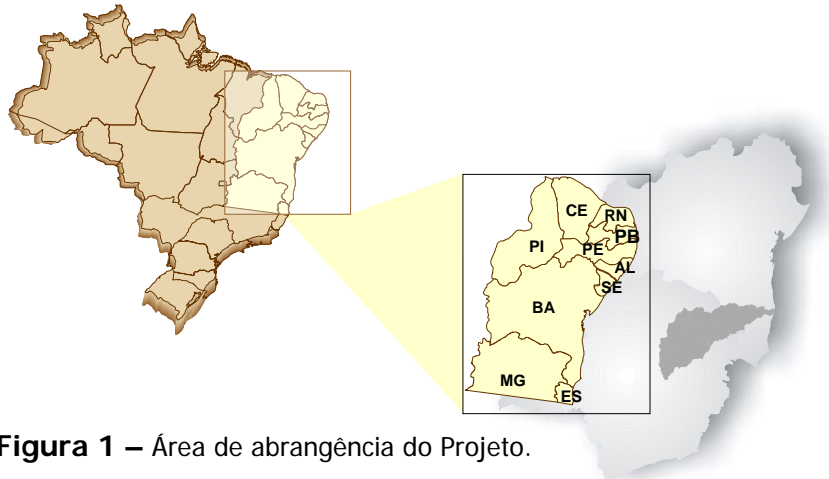 CE
RN
PB
PI
PE
AL
SE
BA
MG
ES
Figura 1 – Área de abrangência do Projeto.